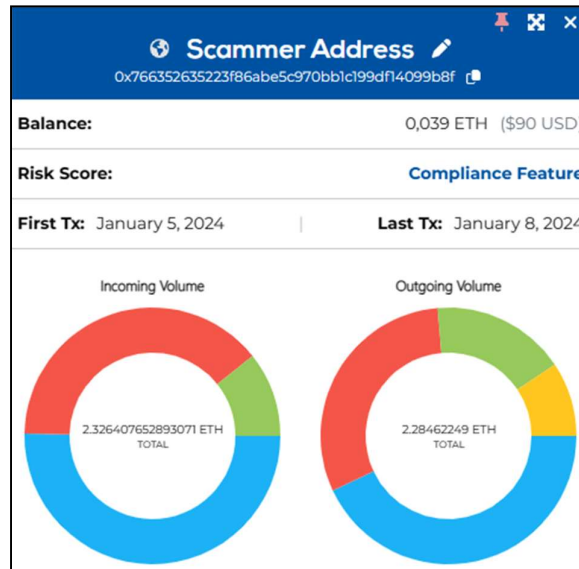 Scammer Address
0x766352635223f86abe5c970bb1c199df14099b8f
Balance: 0,039 ETH ($90 USD)
Risk Score: Compliance Feature
First Tx: January 5, 2024 | Last Tx: January 8, 2024
Incoming Volume Outgoing Volume
2.326407652893071 ETH 2.28462249 ETH
TOTAL TOTAL